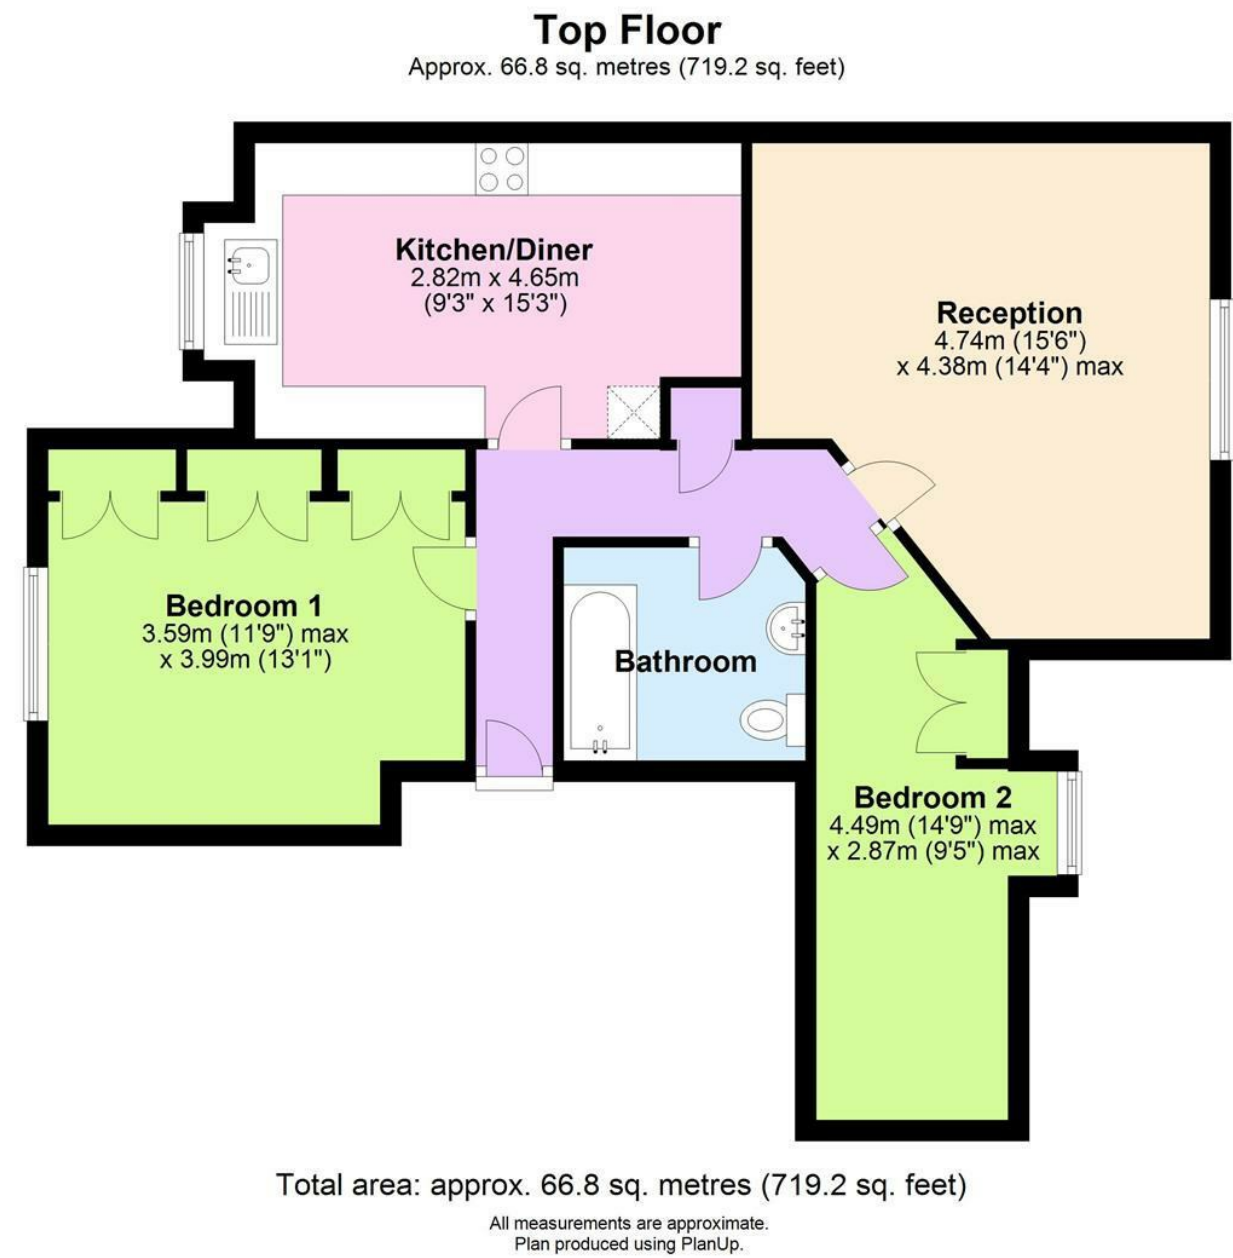 Top Floor
Approx. 66.8 sq. metres (719.2 sq. feet)
Kitchen/Diner
2.82m x 4.65m
(9'3" x 15'3")
Reception
4.74m (15'6")
x 4.38m (14'4") max
Bedroom 1
3.59m (11'9") max
x 3.99m (13'1")
Bathroom
Bedroom 2
4.49m (14'9") max
x 2.87m (9'5") max
Total area: approx. 66.8 sq. metres (719.2 sq. feet)
All measurements are approximate.
Plan produced using PlanUp.